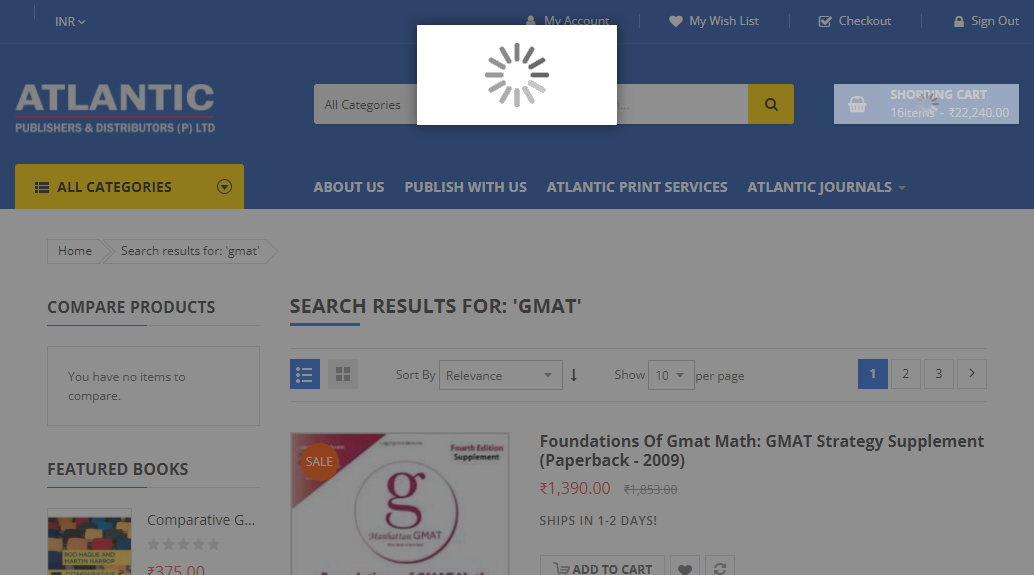 INR
My Account
My Wish List
Checkout
Sign Out
ATLANTIC
PUBLISHERS & DISTRIBUTORS (P) LTD
All Categories
SHOPPING CART
16items - ₹22,240.00
ALL CATEGORIES
ABOUT US
PUBLISH WITH US
ATLANTIC PRINT SERVICES
ATLANTIC JOURNALS
Home
Search results for: 'gmat'
COMPARE PRODUCTS
You have no items to
compare.
FEATURED BOOKS
Comparative G...
₹375.00
ROD HAGUE AND
MARTIN HARROP
COMPARATIVE
SEARCH RESULTS FOR: 'GMAT'
Sort By Relevance
Show 10 per page
1 2 3
SALE
Fourth Edition
Supplement
g
Manhattan GMAT
Foundations of GMAT Math
Foundations Of Gmat Math: GMAT Strategy Supplement
(Paperback - 2009)
₹1,390.00 ₹1,853.00
SHIPS IN 1-2 DAYS!
ADD TO CART